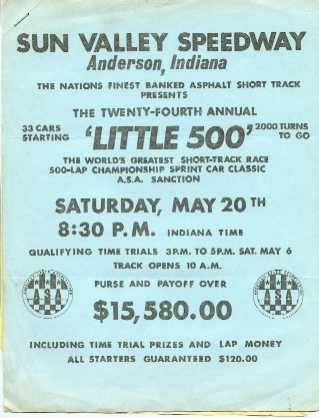 SUN VALLEY SPEEDWAY
Anderson, Indiana
THE NATIONS FINEST BANKED ASPHALT SHORT TRACK
PRESENTS
THE TWENTY-FOURTH ANNUAL
33 CARS STARTING
'LITTLE 500'
2000 TURNS TO GO
THE WORLD'S GREATEST SHORT-TRACK RACE
500-LAP CHAMPIONSHIP SPRINT CAR CLASSIC
A.S.A. SANCTION
SATURDAY, MAY 20TH
8:30 P.M. INDIANA TIME
QUALIFYING TIME TRIALS 3P.M. TO 5P.M. SAT. MAY 6
TRACK OPENS 10 A.M.
PURSE AND PAYOFF OVER
$15,580.00
ASA
ASA
INCLUDING TIME TRIAL PRIZES AND LAP MONEY
ALL STARTERS GUARANTEED $120.00